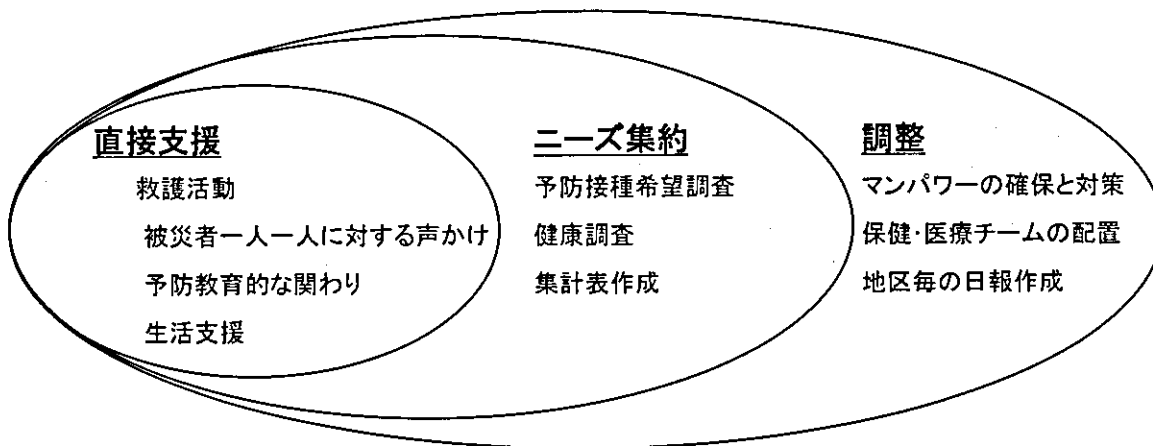 直接支援
救護活動
被災者一人一人に対する声かけ
予防教育的な関わり
生活支援
ニーズ集約
予防接種希望調査
健康調査
集計表作成
調整
マンパワーの確保と対策
保健・医療チームの配置
地区毎の日報作成